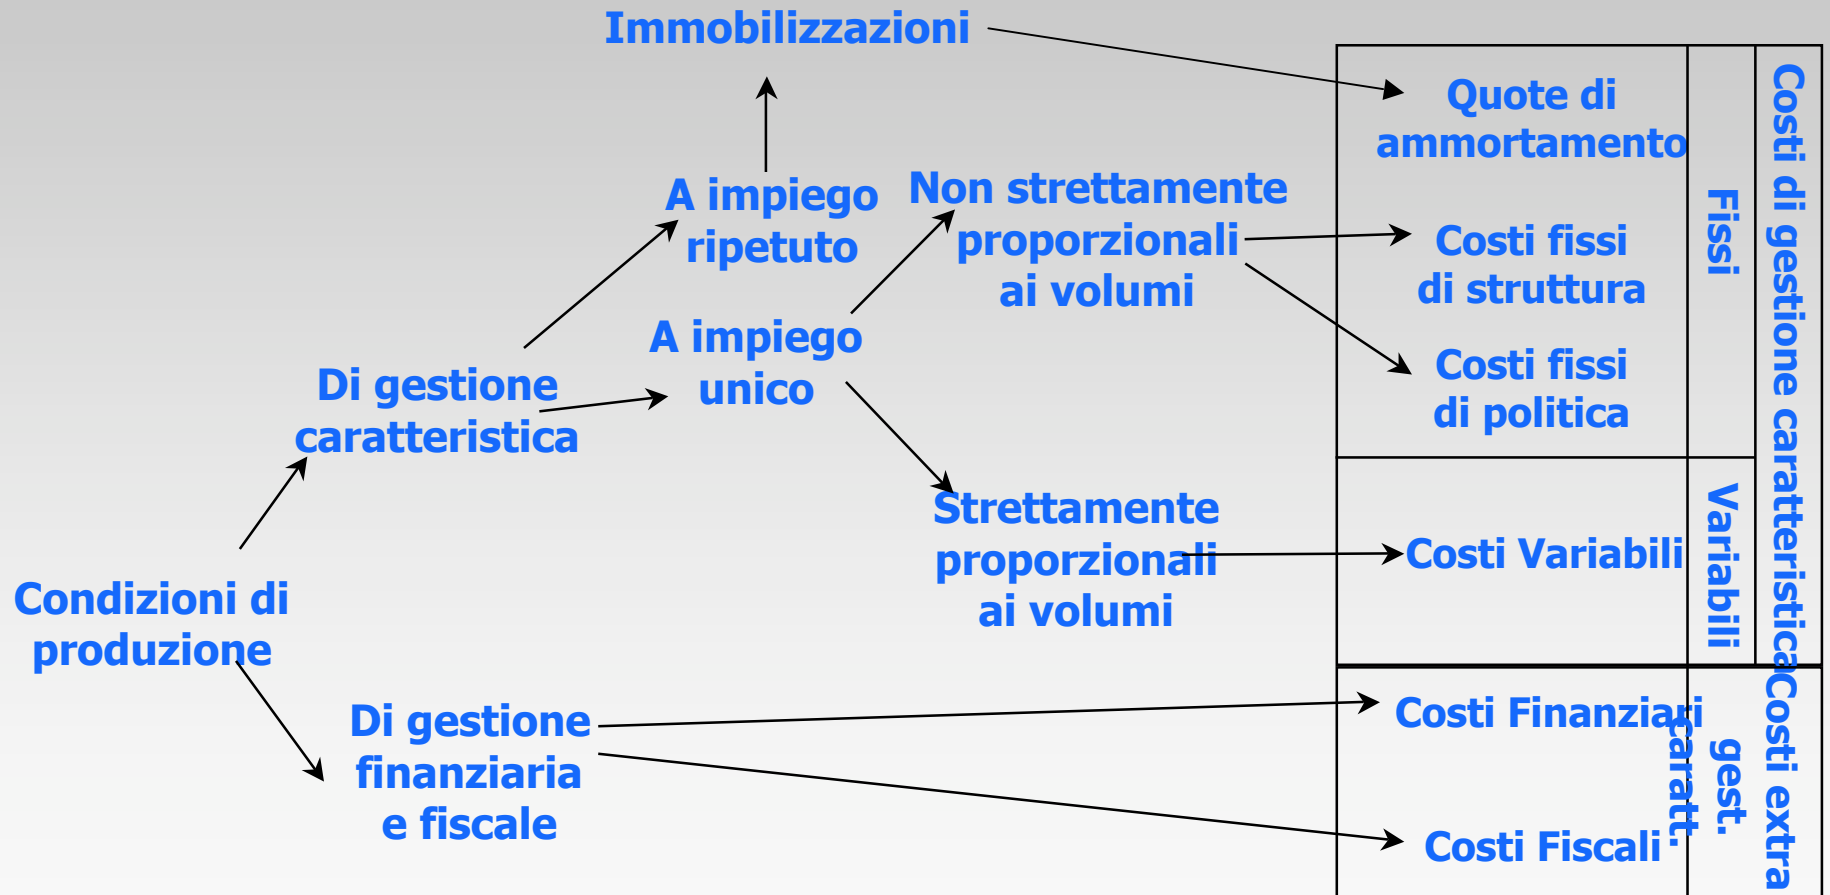 Immobilizzazioni
Quote di
ammortamento
A impiego
ripetuto
Non strettamente
proporzionali
ai volumi
Costi fissi
di struttura
Fissi
Costi di gestione caratteristica
A impiego
unico
Costi fissi
di politica
Di gestione
caratteristica
Strettamente
proporzionali
ai volumi
Costi Variabili
Variabili
Condizioni di
produzione
Di gestione
finanziaria
e fiscale
Costi Finanziari
Costi Fiscali
Costi extra
gest.
caratt.